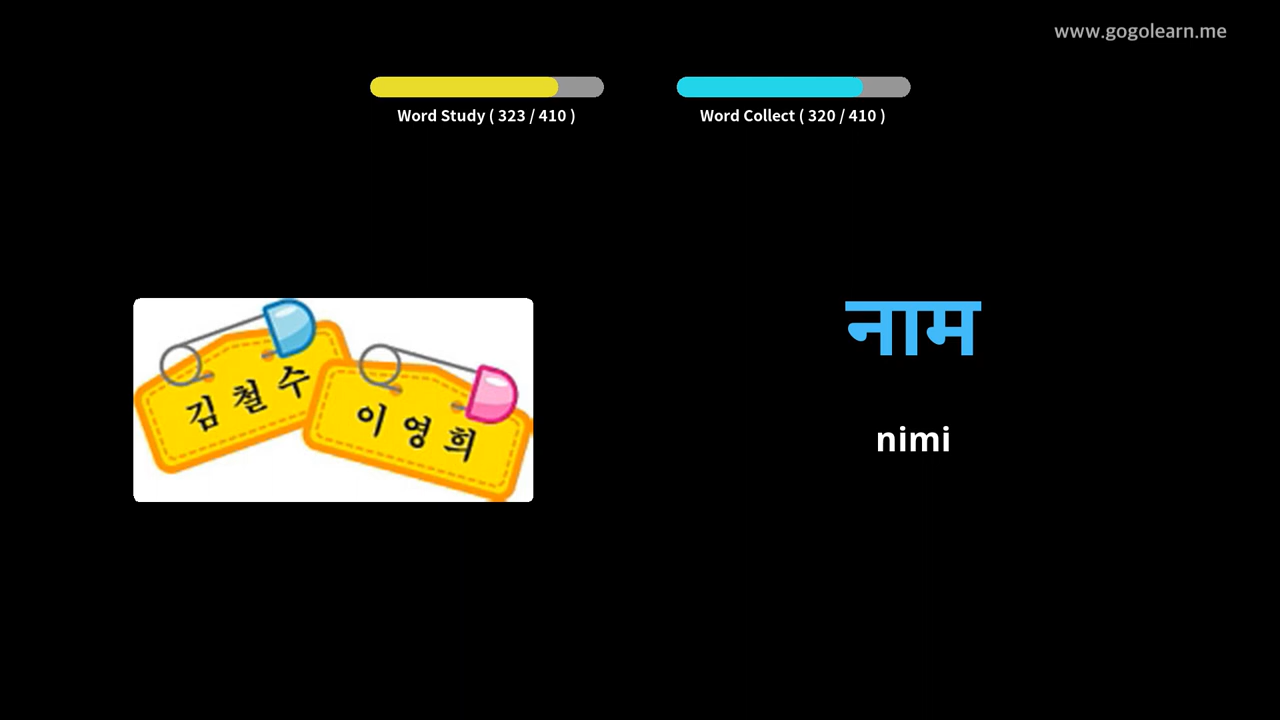 www.gogolearn.me
Word Study ( 323 / 410 )
Word Collect ( 320 / 410 )
김철수
이영희
नाम
nimi